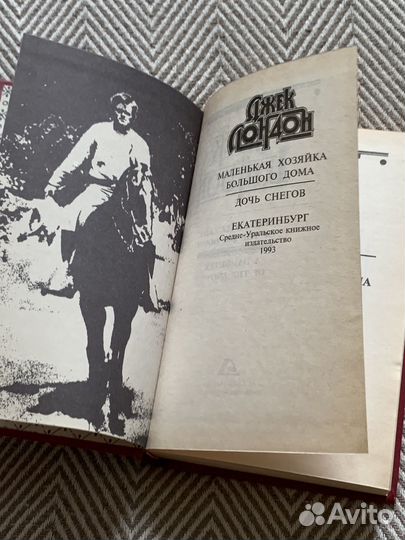 Джек
Лондон
МАЛЕНЬКАЯ ХОЗЯЙКА
БОЛЬШОГО ДОМА
ДОЧЬ СНЕГОВ
ЕКАТЕРИНБУРГ
Средне-Уральское книжное
издательство
1993
Avito